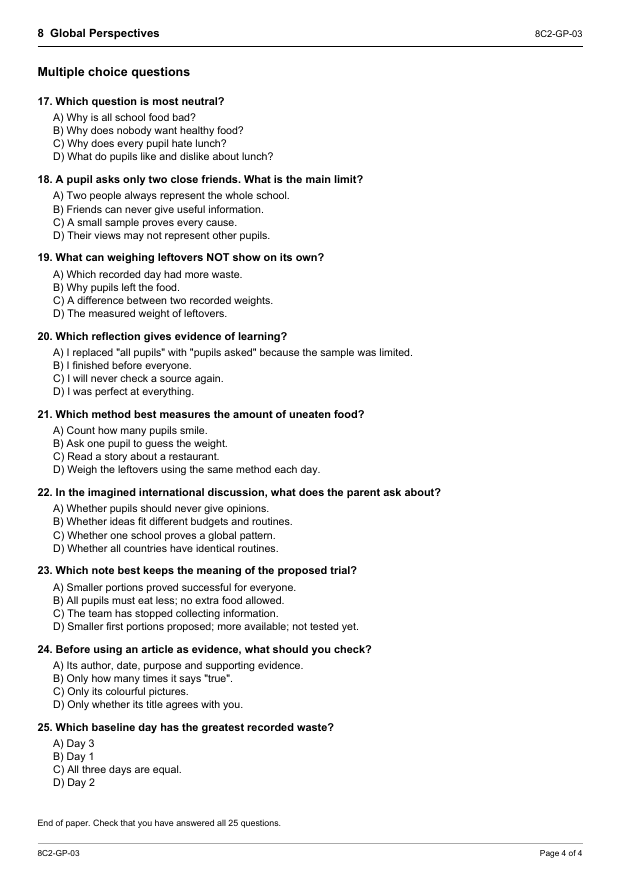 8 Global Perspectives
8C2-GP-03
Multiple choice questions
17. Which question is most neutral?
A) Why is all school food bad?
B) Why does nobody want healthy food?
C) Why does every pupil hate lunch?
D) What do pupils like and dislike about lunch?
18. A pupil asks only two close friends. What is the main limit?
A) Two people always represent the whole school.
B) Friends can never give useful information.
C) A small sample proves every cause.
D) Their views may not represent other pupils.
19. What can weighing leftovers NOT show on its own?
A) Which recorded day had more waste.
B) Why pupils left the food.
C) A difference between two recorded weights.
D) The measured weight of leftovers.
20. Which reflection gives evidence of learning?
A) I replaced "all pupils" with "pupils asked" because the sample was limited.
B) I finished before everyone.
C) I will never check a source again.
D) I was perfect at everything.
21. Which method best measures the amount of uneaten food?
A) Count how many pupils smile.
B) Ask one pupil to guess the weight.
C) Read a story about a restaurant.
D) Weigh the leftovers using the same method each day.
22. In the imagined international discussion, what does the parent ask about?
A) Whether pupils should never give opinions.
B) Whether ideas fit different budgets and routines.
C) Whether one school proves a global pattern.
D) Whether all countries have identical routines.
23. Which note best keeps the meaning of the proposed trial?
A) Smaller portions proved successful for everyone.
B) All pupils must eat less; no extra food allowed.
C) The team has stopped collecting information.
D) Smaller first portions proposed; more available; not tested yet.
24. Before using an article as evidence, what should you check?
A) Its author, date, purpose and supporting evidence.
B) Only how many times it says "true".
C) Only its colourful pictures.
D) Only whether its title agrees with you.
25. Which baseline day has the greatest recorded waste?
A) Day 3
B) Day 1
C) All three days are equal.
D) Day 2
End of paper. Check that you have answered all 25 questions.
8C2-GP-03
Page 4 of 4